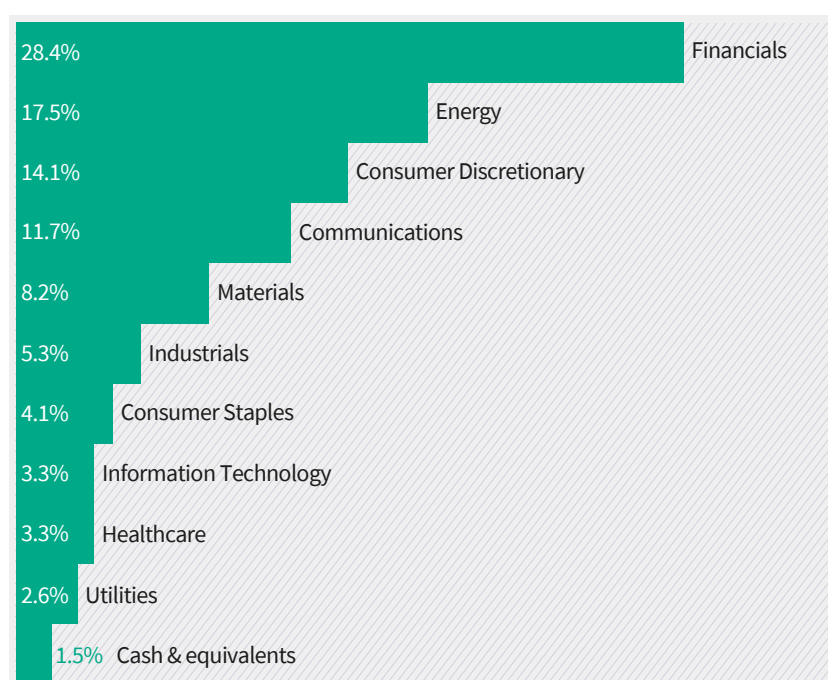 28.4% Financials
17.5% Energy
14.1% Consumer Discretionary
11.7% Communications
8.2% Materials
5.3% Industrials
4.1% Consumer Staples
3.3% Information Technology
3.3% Healthcare
2.6% Utilities
1.5% Cash & equivalents